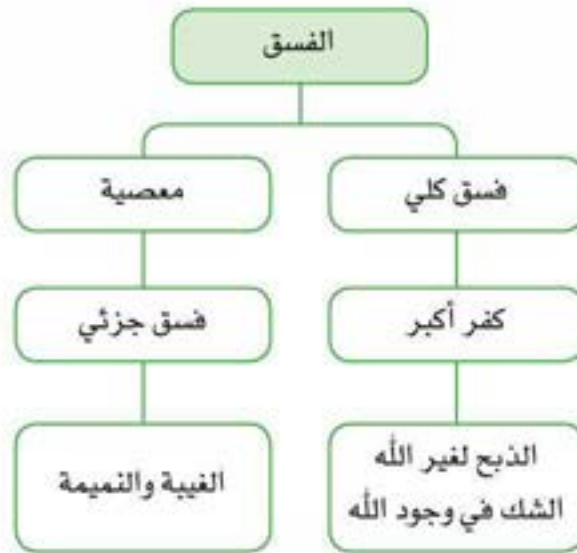 الفسق
فسق كلي
معصية
كفر أكبر
فسق جزئي
الذبح لغير الله
الشك في وجود الله
الغيبة والنميمة